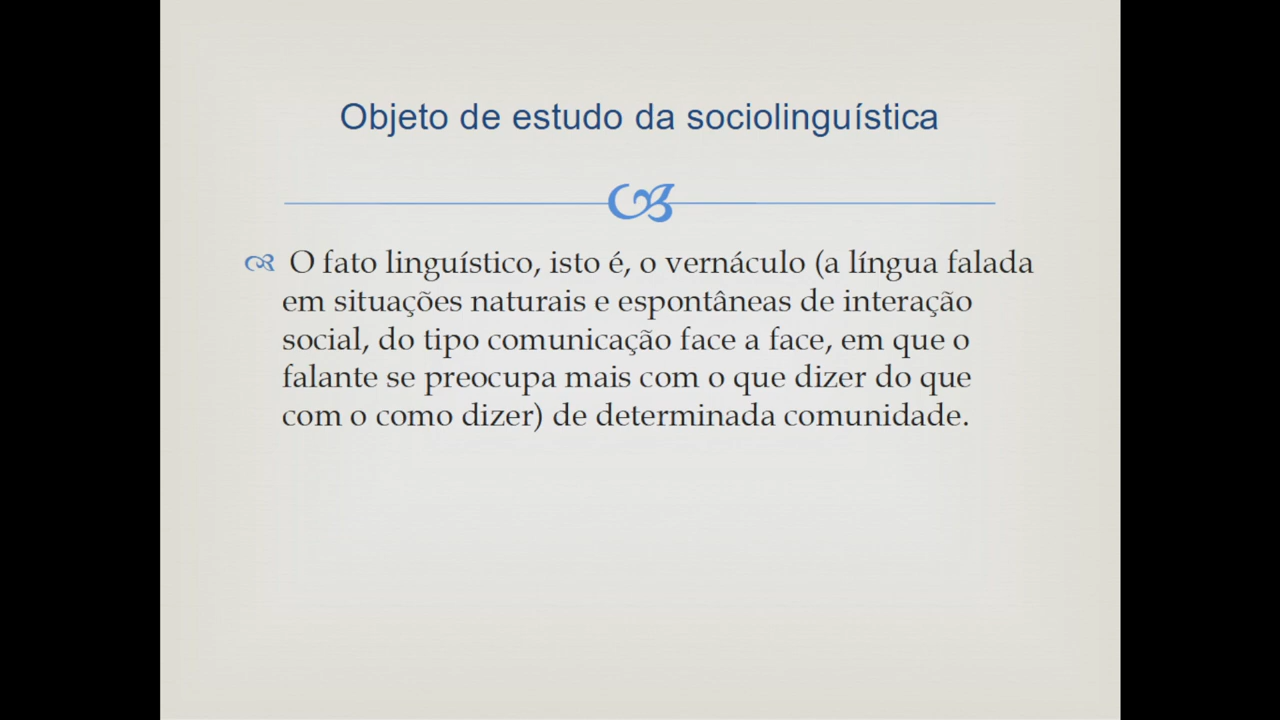 Objeto de estudo da sociolinguística
O fato linguístico, isto é, o vernáculo (a língua falada
em situações naturais e espontâneas de interação
social, do tipo comunicação face a face, em que o
falante se preocupa mais com o que dizer do que
com o como dizer) de determinada comunidade.